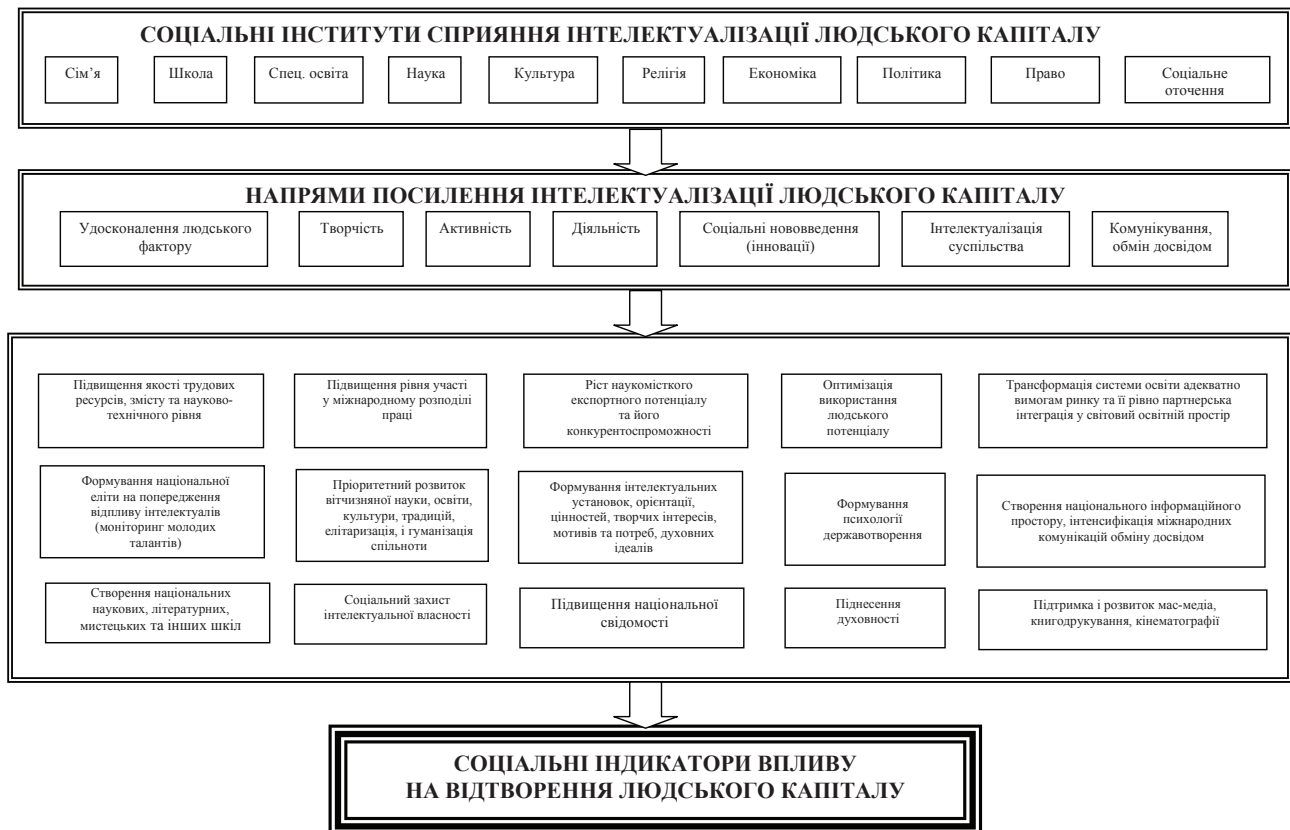 СОЦІАЛЬНІ ІНСТИТУТИ СПРИЯННЯ ІНТЕЛЕКТУАЛІЗАЦІЇ ЛЮДСЬКОГО КАПІТАЛУ
Сім’я
Школа
Спец. освіта
Наука
Культура
Релігія
Економіка
Політика
Право
Соціальне
оточення
НАПРЯМИ ПОСИЛЕННЯ ІНТЕЛЕКТУАЛІЗАЦІЇ ЛЮДСЬКОГО КАПІТАЛУ
Удосконалення людського
фактору
Творчість
Активність
Діяльність
Соціальні нововведення
(інновації)
Інтелектуалізація
суспільства
Комунікування,
обмін досвідом
Підвищення якості трудових
ресурсів, змісту та науково-
технічного рівня
Підвищення рівня участі
у міжнародному розподілі
праці
Ріст наукомісткого
експортного потенціалу
та його
конкурентоспроможності
Оптимізація
використання
людського
потенціалу
Трансформація системи освіти адекватно
вимогам ринку та її рівно партнерська
інтеграція у світовий освітній простір
Формування національної
еліти на попередження
відпливу інтелектуалів
(моніторинг молодих
талантів)
Пріоритетний розвиток
вітчизняної науки, освіти,
культури, традицій,
елітаризація, і гуманізація
спільноти
Формування інтелектуальних
установок, орієнтації,
цінностей, творчих інтересів,
мотивів та потреб, духовних
ідеалів
Формування
психології
державотворення
Створення національного інформаційного
простору, інтенсифікація міжнародних
комунікацій обміну досвідом
Створення національних
наукових, літературних,
мистецьких та інших шкіл
Соціальний захист
інтелектуальної власності
Підвищення національної
свідомості
Піднесення
духовності
Підтримка і розвиток мас-медіа,
книгодрукування, кінематографії
СОЦІАЛЬНІ ІНДИКАТОРИ ВПЛИВУ
НА ВІДТВОРЕННЯ ЛЮДСЬКОГО КАПІТАЛУ